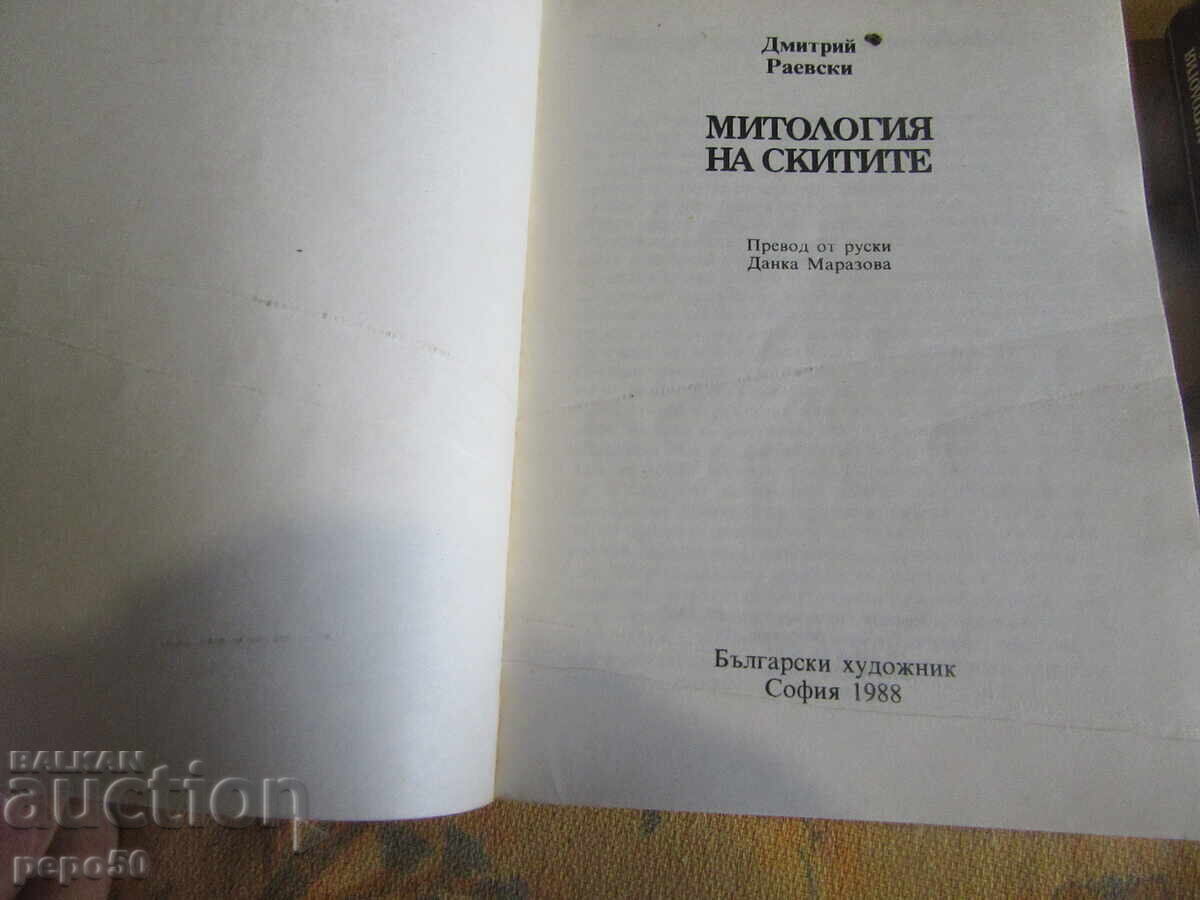 Дмитрий
Раевски
МИТОЛОГИЯ
НА СКИТИТЕ
Превод от руски
Данка Маразова
Български художник
София 1988
BALKAN
auction
pepo50